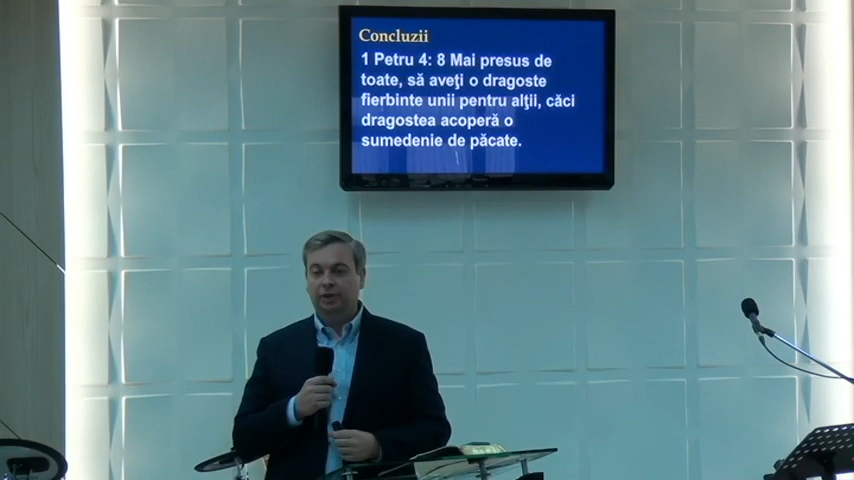 Concluzii
1 Petru 4: 8 Mai presus de
toate, să aveţi o dragoste
fierbinte unii pentru alţii, căci
dragostea acoperă o
sumedenie de păcate.